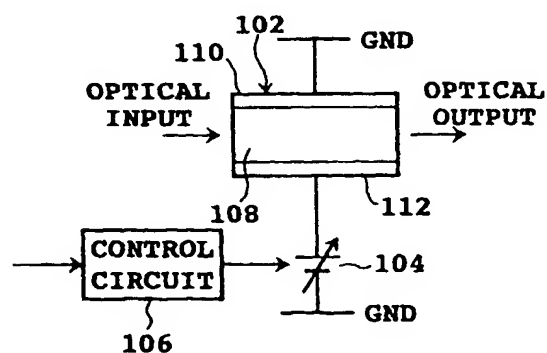 102
110
GND
OPTICAL
INPUT
OPTICAL
OUTPUT
108
112
CONTROL
CIRCUIT
104
106
GND